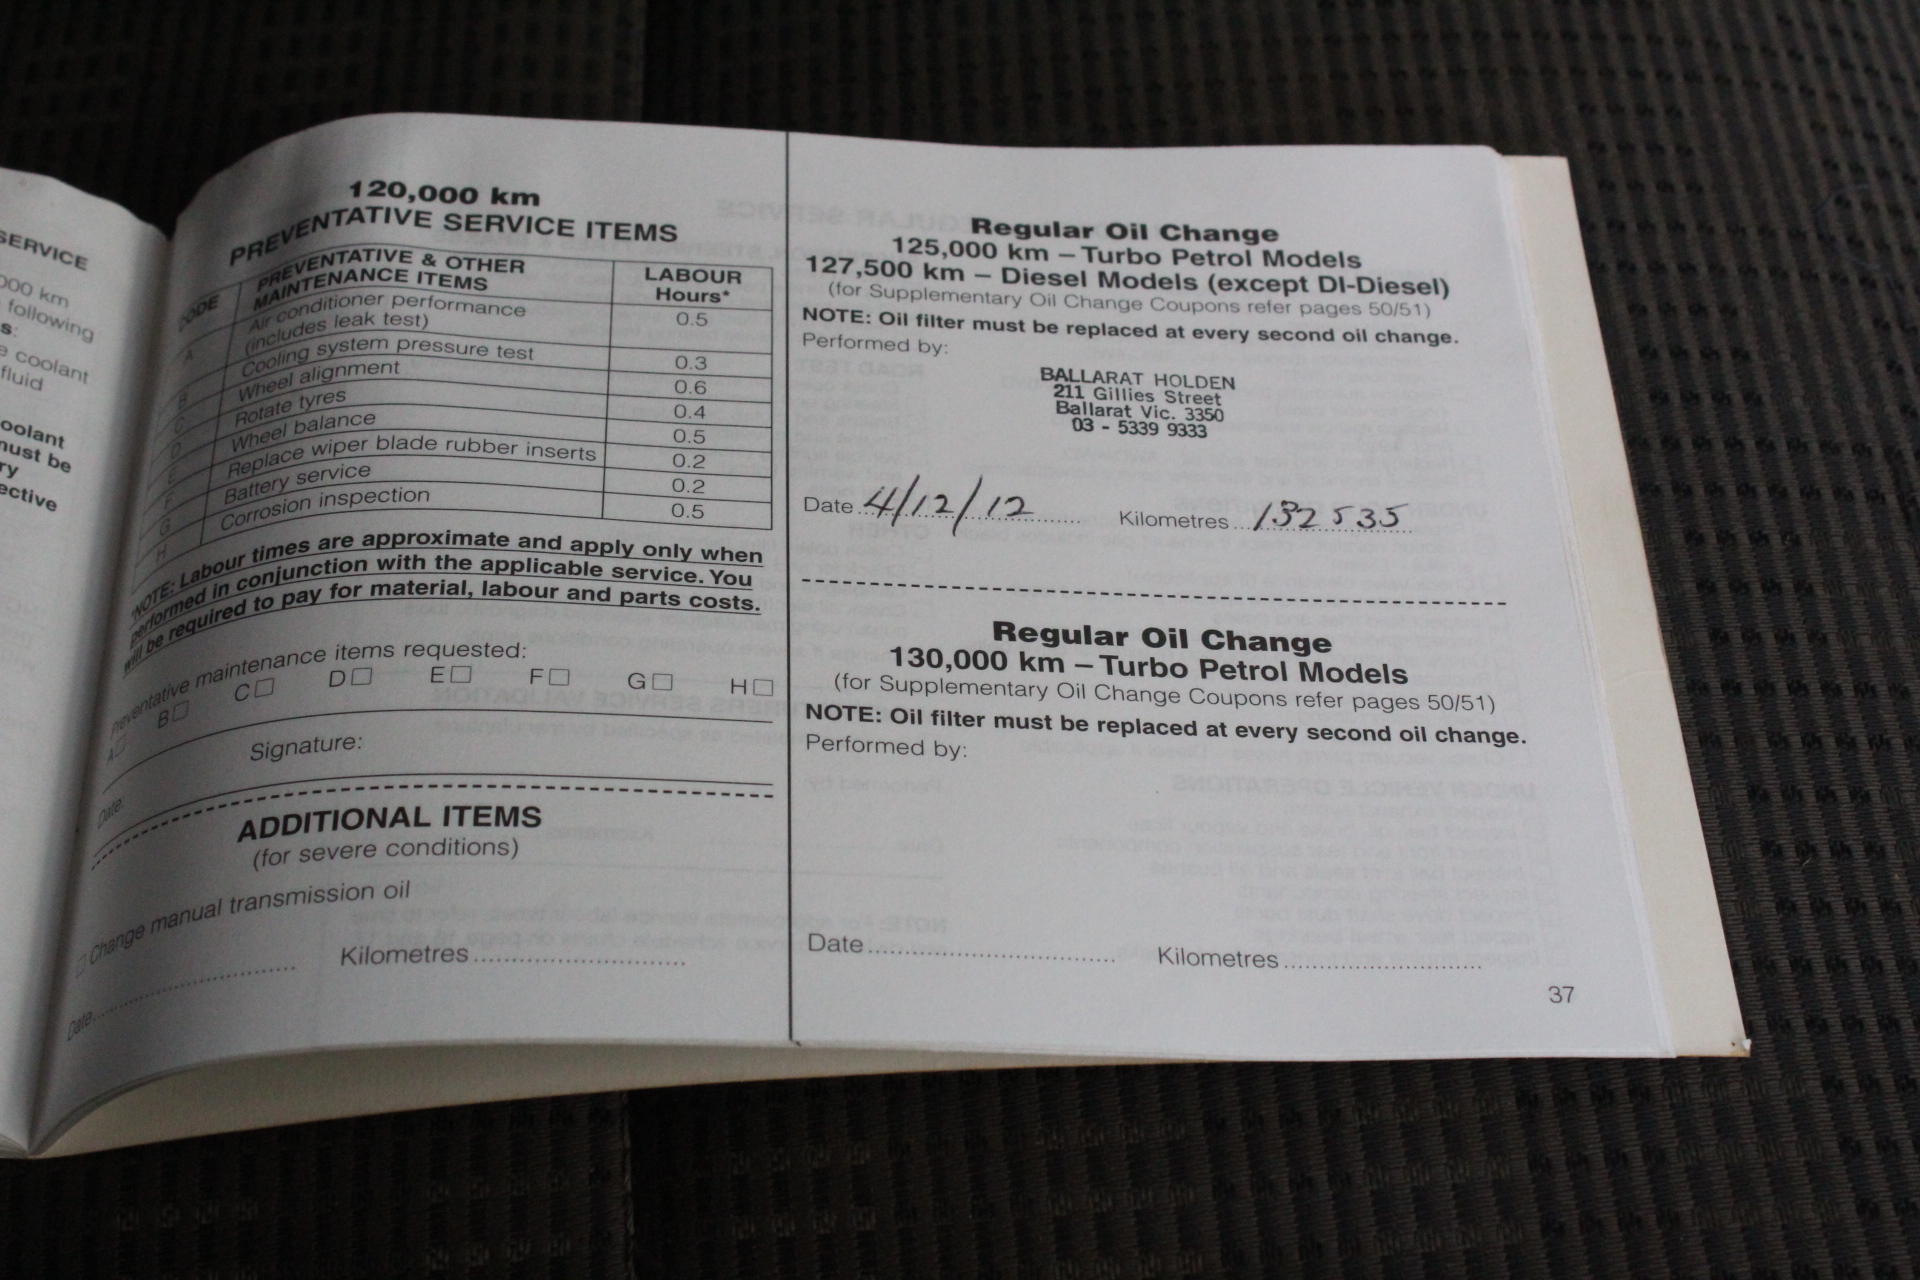 SERVICE
000 km
following
s:
e coolant
fluid
oolant
must be
ry
ective
120,000 km
PREVENTATIVE SERVICE ITEMS
CODE PREVENTATIVE & OTHER MAINTENANCE ITEMS LABOUR Hours*
A Air conditioner performance (includes leak test) 0.5
B Cooling system pressure test 0.3
C Wheel alignment 0.6
D Rotate tyres 0.4
E Wheel balance 0.5
F Replace wiper blade rubber inserts 0.2
G Battery service 0.2
H Corrosion inspection 0.5
*NOTE: Labour times are approximate and apply only when
performed in conjunction with the applicable service. You
will be required to pay for material, labour and parts costs.
Preventative maintenance items requested:
A☐ B☐ C☐ D☐ E☐ F☐ G☐ H☐
Date: Signature:
ADDITIONAL ITEMS
(for severe conditions)
☐ Change manual transmission oil
Date Kilometres
Regular Oil Change
125,000 km – Turbo Petrol Models
127,500 km – Diesel Models (except DI-Diesel)
(for Supplementary Oil Change Coupons refer pages 50/51)
NOTE: Oil filter must be replaced at every second oil change.
Performed by:
BALLARAT HOLDEN
211 Gillies Street
Ballarat Vic. 3350
03 - 5339 9333
Date 4/12/12 Kilometres 132535
Regular Oil Change
130,000 km – Turbo Petrol Models
(for Supplementary Oil Change Coupons refer pages 50/51)
NOTE: Oil filter must be replaced at every second oil change.
Performed by:
Date Kilometres
37